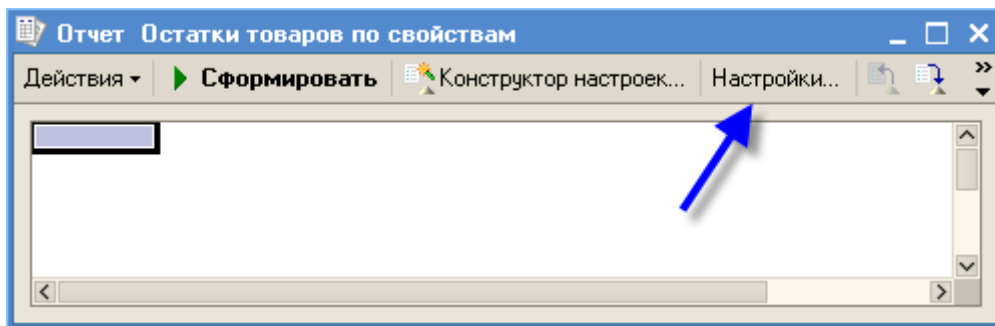 Отчет Остатки товаров по свойствам
Действия Сформировать Конструктор настроек... Настройки...